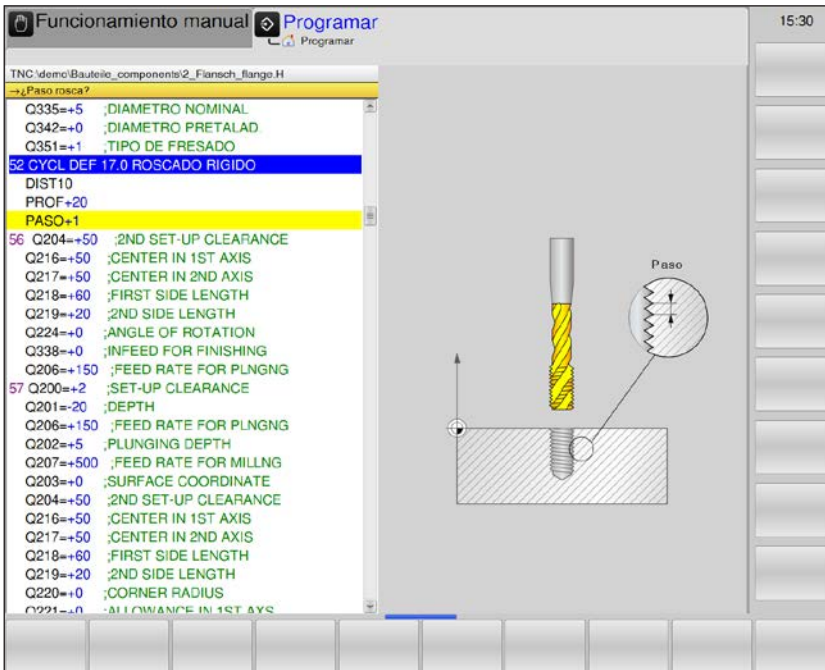 Funcionamiento manual
Programar
15:30
Programar
TNC:\demo\Bauteile_components\2_Flansch_flange.H
→¿Paso rosca?
Q335=+5 ;DIAMETRO NOMINAL
Q342=+0 ;DIAMETRO PRETALAD.
Q351=+1 ;TIPO DE FRESADO
52 CYCL DEF 17.0 ROSCADO RIGIDO
DIST10
PROF+20
PASO+1
56 Q204=+50 ;2ND SET-UP CLEARANCE
Q216=+50 ;CENTER IN 1ST AXIS
Q217=+50 ;CENTER IN 2ND AXIS
Q218=+60 ;FIRST SIDE LENGTH
Q219=+20 ;2ND SIDE LENGTH
Q224=+0 ;ANGLE OF ROTATION
Q338=+0 ;INFEED FOR FINISHING
Q206=+150 ;FEED RATE FOR PLNGNG
57 Q200=+2 ;SET-UP CLEARANCE
Q201=-20 ;DEPTH
Q206=+150 ;FEED RATE FOR PLNGNG
Q202=+5 ;PLUNGING DEPTH
Q207=+500 ;FEED RATE FOR MILLNG
Q203=+0 ;SURFACE COORDINATE
Q204=+50 ;2ND SET-UP CLEARANCE
Q216=+50 ;CENTER IN 1ST AXIS
Q217=+50 ;CENTER IN 2ND AXIS
Q218=+60 ;FIRST SIDE LENGTH
Q219=+20 ;2ND SIDE LENGTH
Q220=+0 ;CORNER RADIUS
Q221=+0 ;ALLOWANCE IN 1ST AXS
Paso